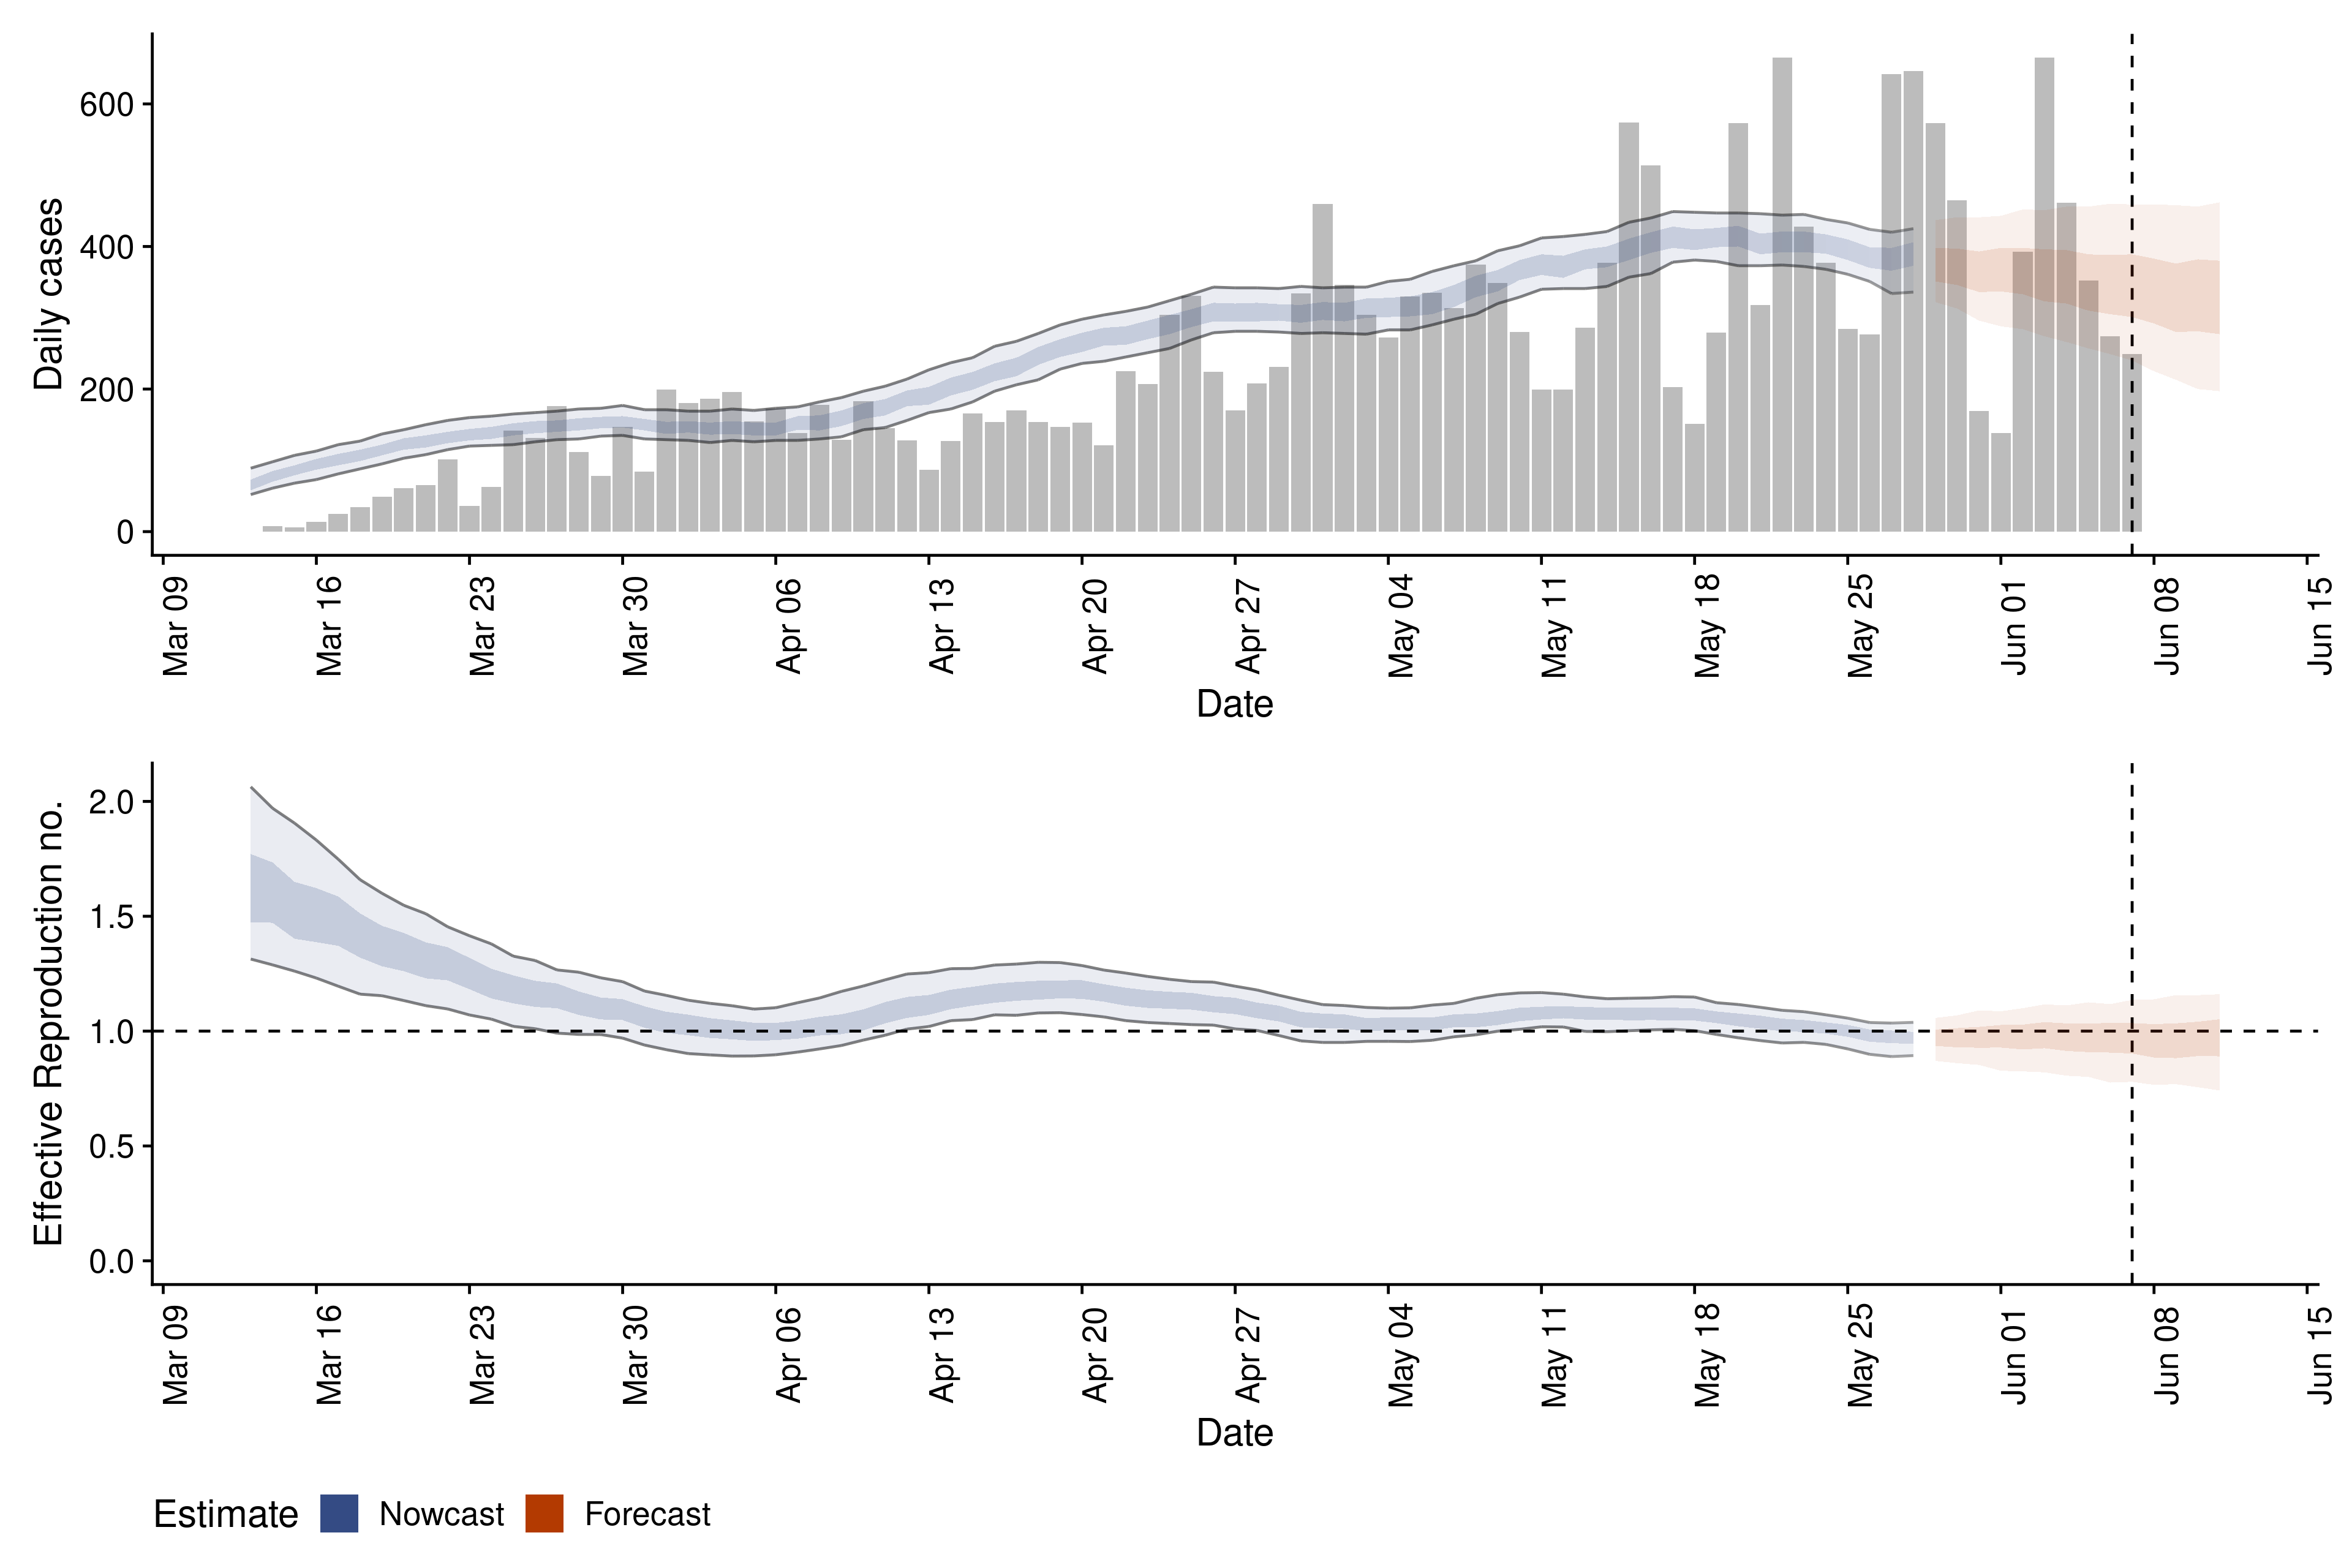 Daily cases
600
400
200
0
Mar 09 Mar 16 Mar 23 Mar 30 Apr 06 Apr 13 Apr 20 Apr 27 May 04 May 11 May 18 May 25 Jun 01 Jun 08 Jun 15
Date
Effective Reproduction no.
2.0
1.5
1.0
0.5
0.0
Mar 09 Mar 16 Mar 23 Mar 30 Apr 06 Apr 13 Apr 20 Apr 27 May 04 May 11 May 18 May 25 Jun 01 Jun 08 Jun 15
Date
Estimate Nowcast Forecast